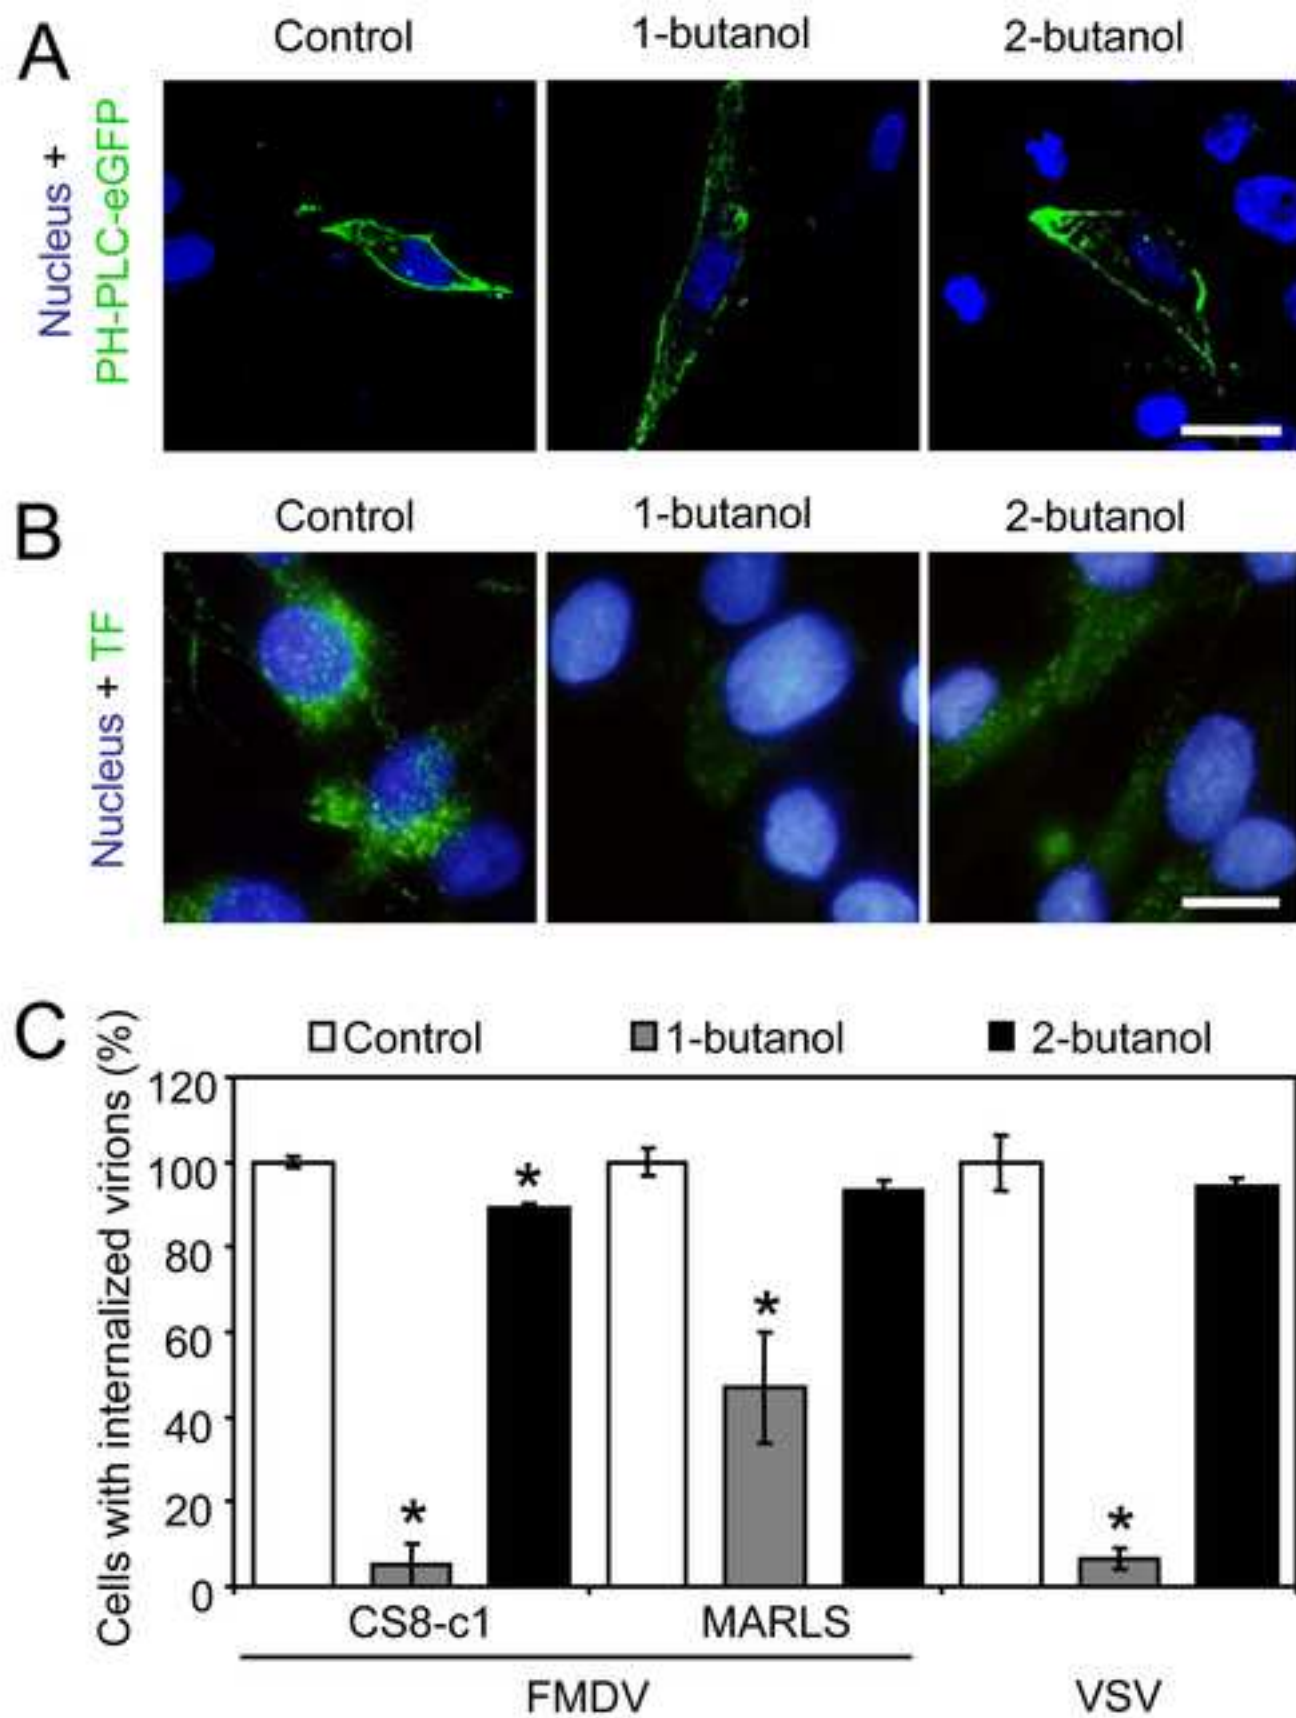 A
Control 1-butanol 2-butanol
Nucleus +
PH-PLC-eGFP
B
Control 1-butanol 2-butanol
Nucleus + TF
C
Control 1-butanol 2-butanol
Cells with internalized virions (%)
120
100
80
60
40
20
0
*
*
*
*
CS8-c1 MARLS
FMDV VSV